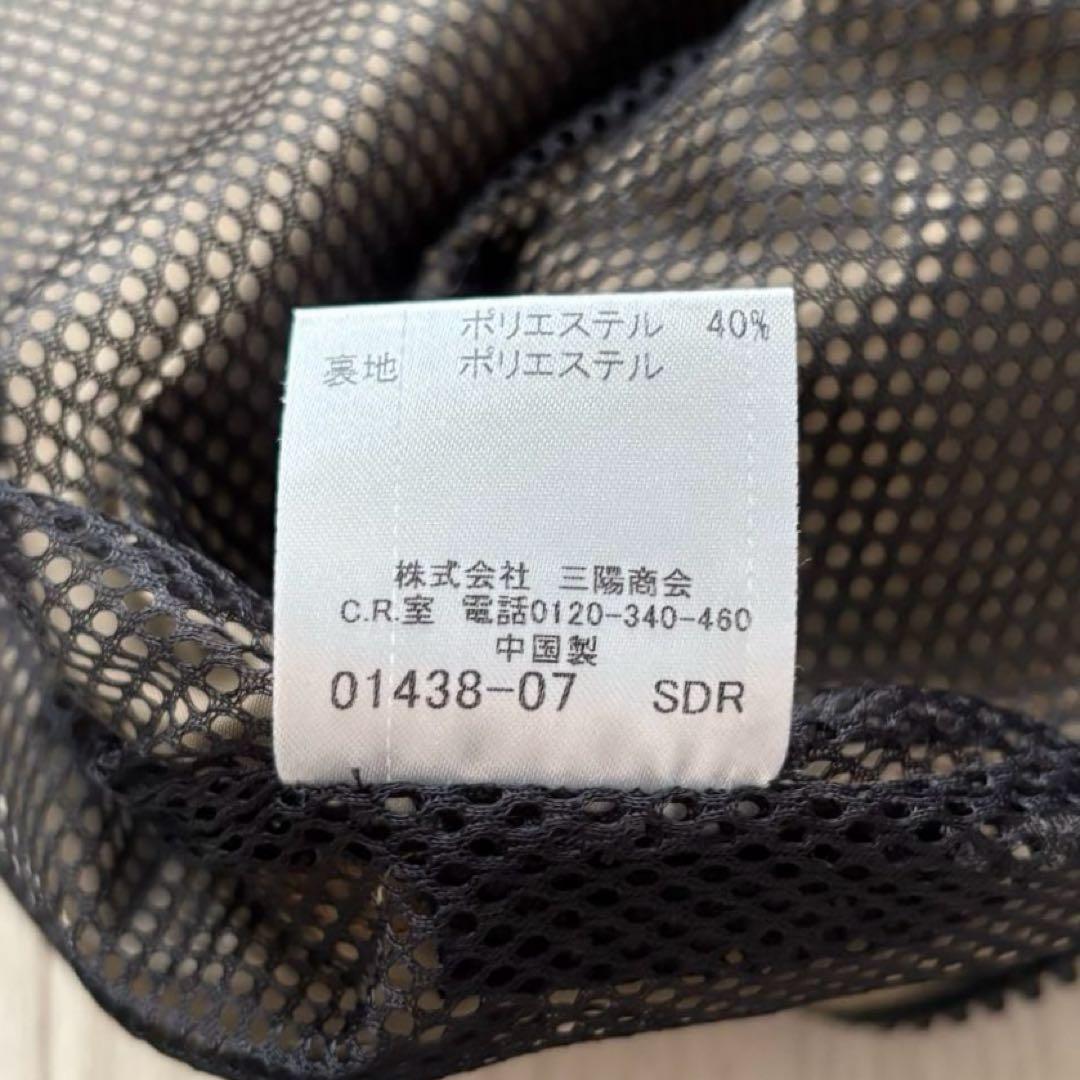 ポリエステル 40%
裏地 ポリエステル
株式会社 三陽商会
C.R.室 電話0120-340-460
中国製
01438-07 SDR